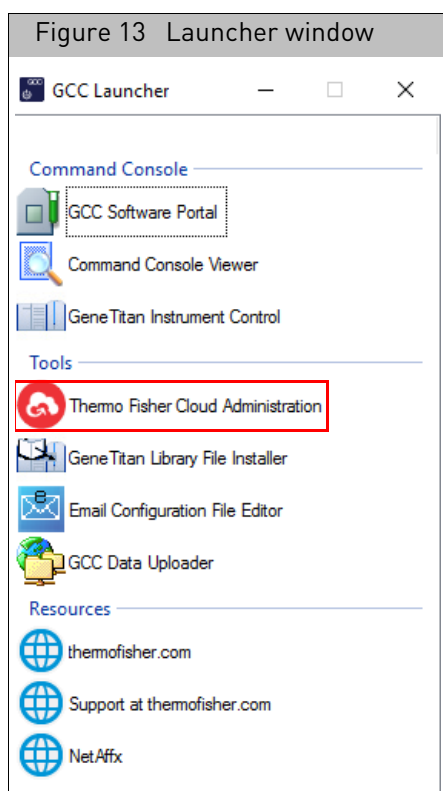 Figure 13 Launcher window
GCC Launcher
Command Console
GCC Software Portal
Command Console Viewer
GeneTitan Instrument Control
Tools
Thermo Fisher Cloud Administration
GeneTitan Library File Installer
Email Configuration File Editor
GCC Data Uploader
Resources
thermofisher.com
Support at thermofisher.com
NetAffx